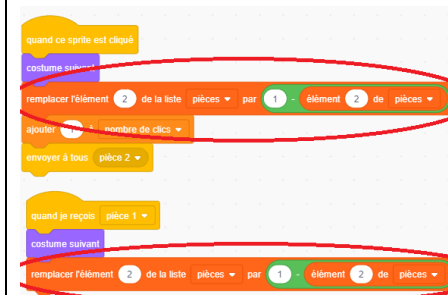 quand ce sprite est cliqué
costume suivant
remplacer l'élément 2 de la liste pièces par 1 - élément 2 de pièces
ajouter 1 à nombre de clics
envoyer à tous pièce 2
quand je reçois pièce 1
costume suivant
remplacer l'élément 2 de la liste pièces par 1 - élément 2 de pièces